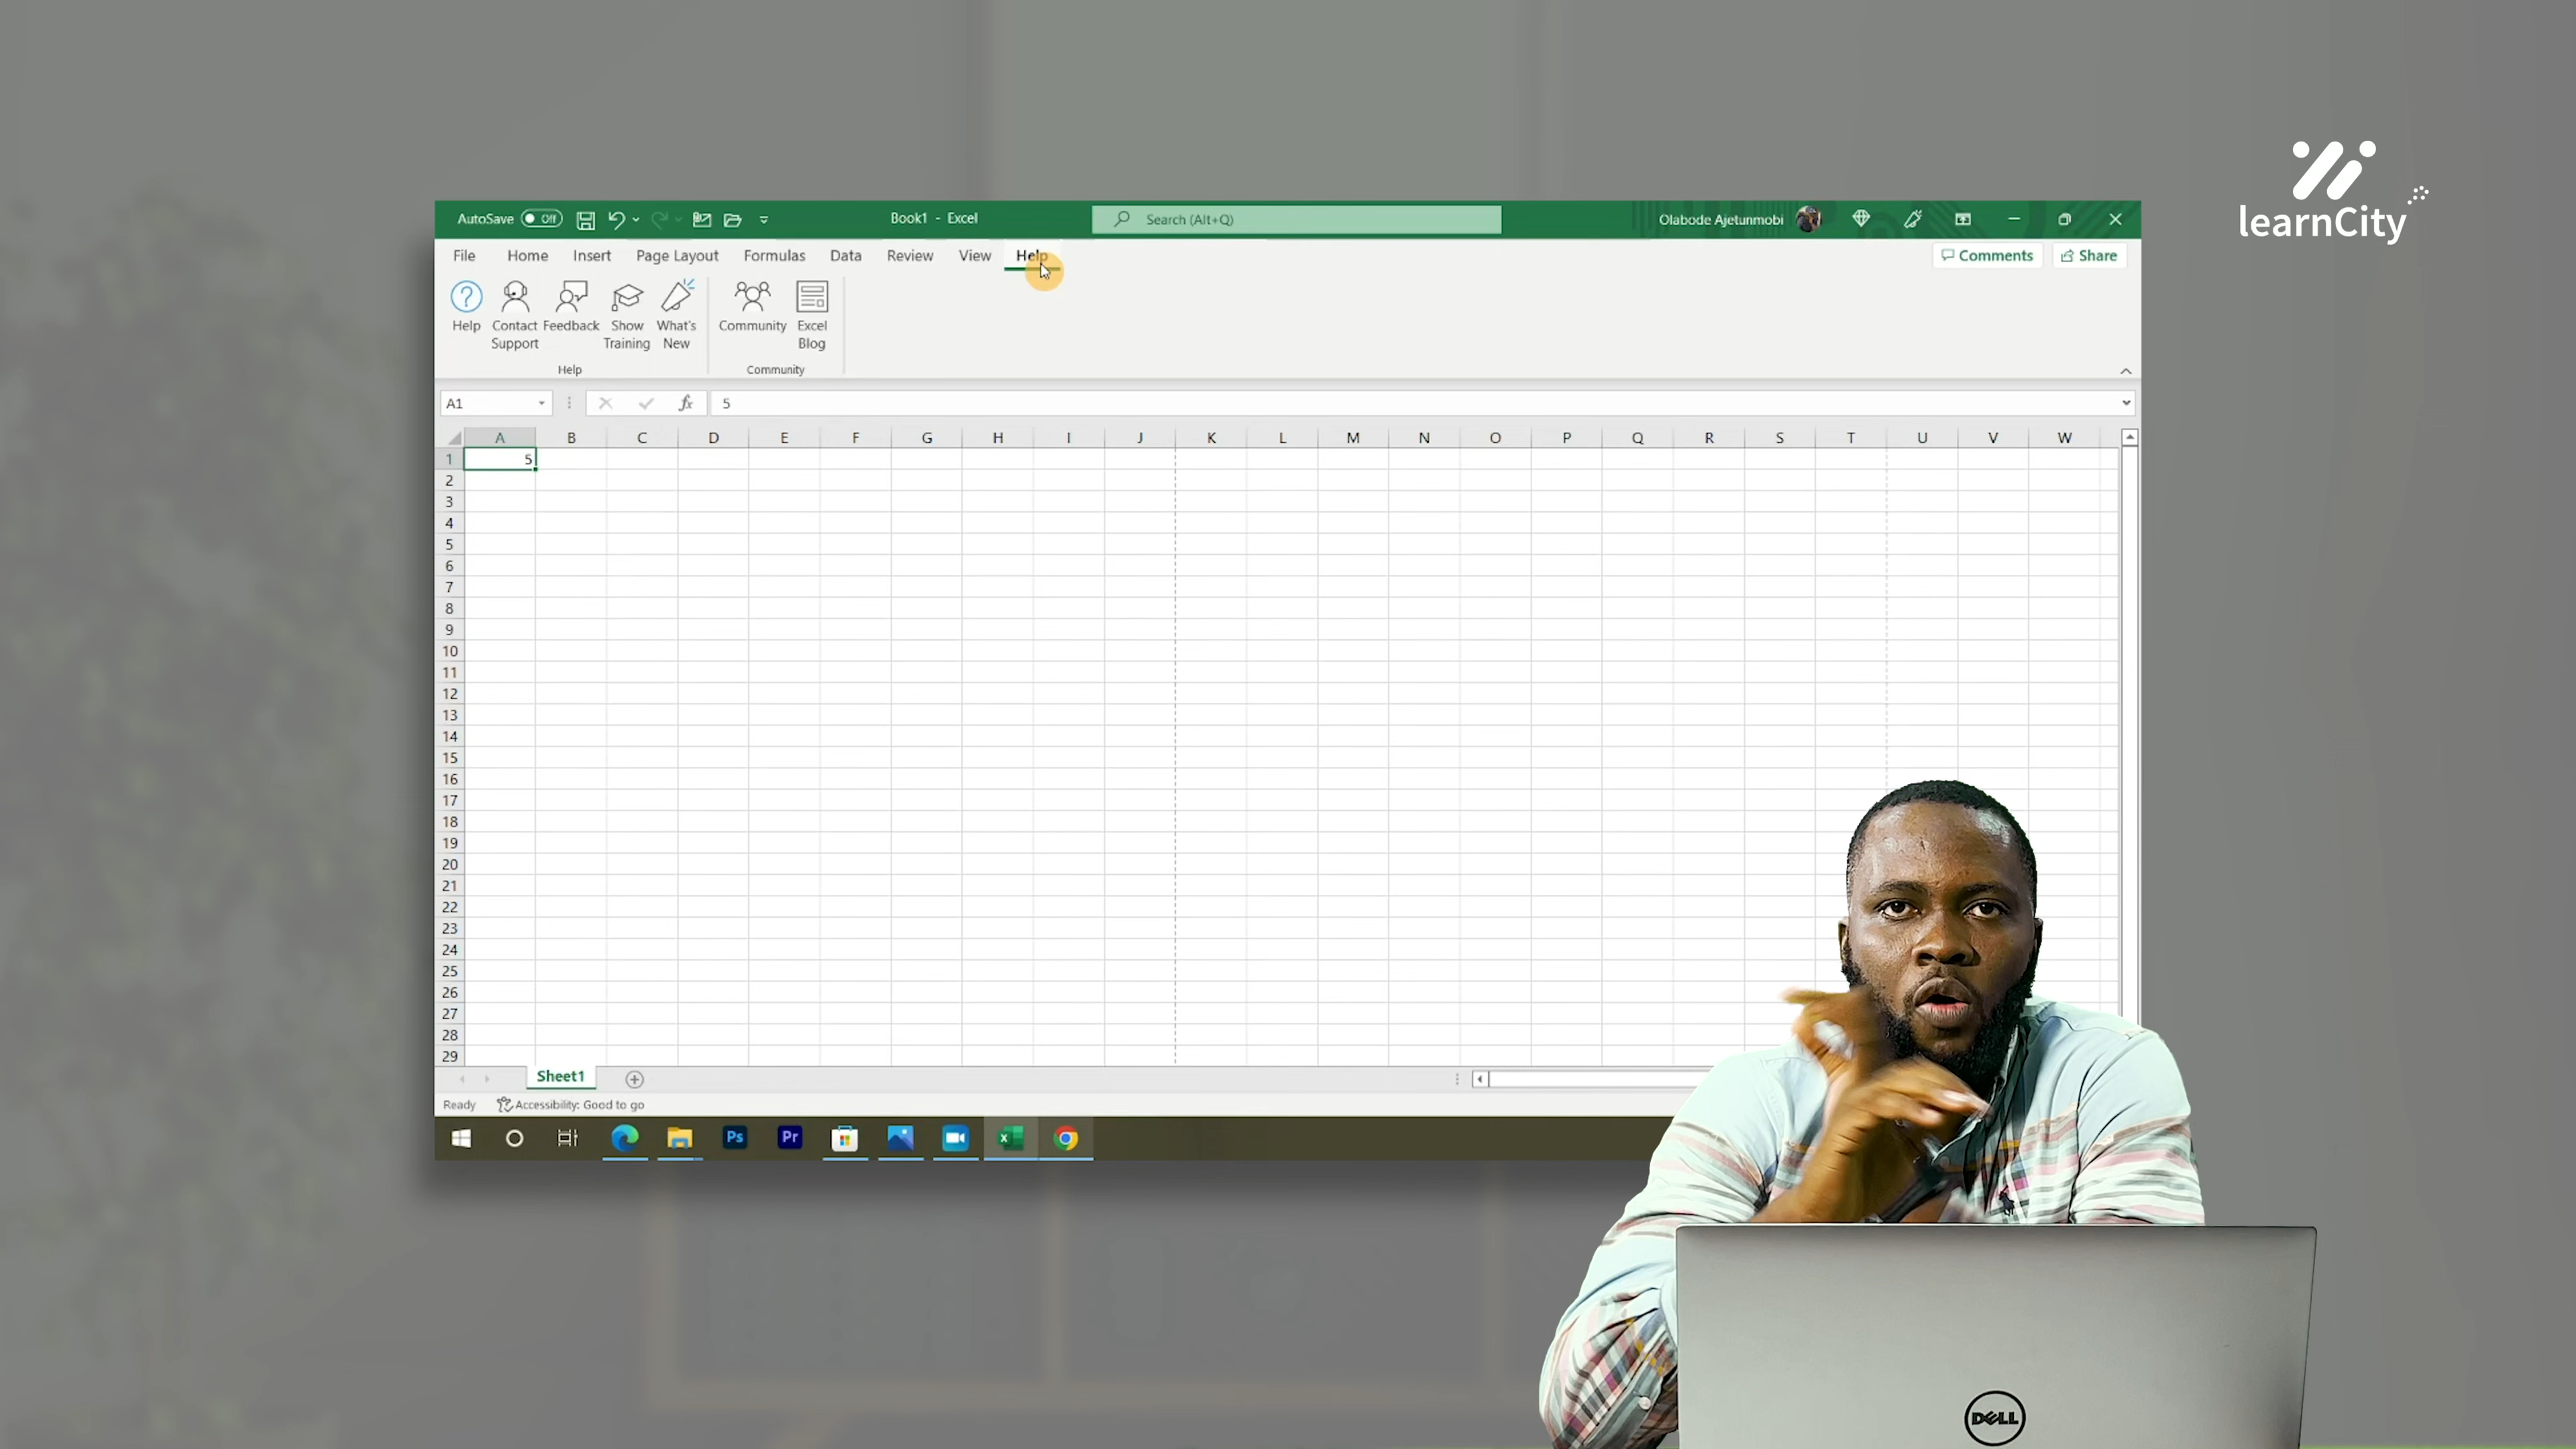 learnCity
AutoSave Off
Book1 - Excel
Search (Alt+Q)
Olabode Ajetunmobi
File Home Insert Page Layout Formulas Data Review View Help
Comments Share
Help
Contact Support
Feedback
Show Training
What's New
Community
Excel Blog
Help Community
A1 fx 5
A B C D E F G H I J K L M N O P Q R S T U V W
1 5
2
3
4
5
6
7
8
9
10
11
12
13
14
15
16
17
18
19
20
21
22
23
24
25
26
27
28
29
Sheet1
Ready Accessibility: Good to go
Ps Pr
DELL